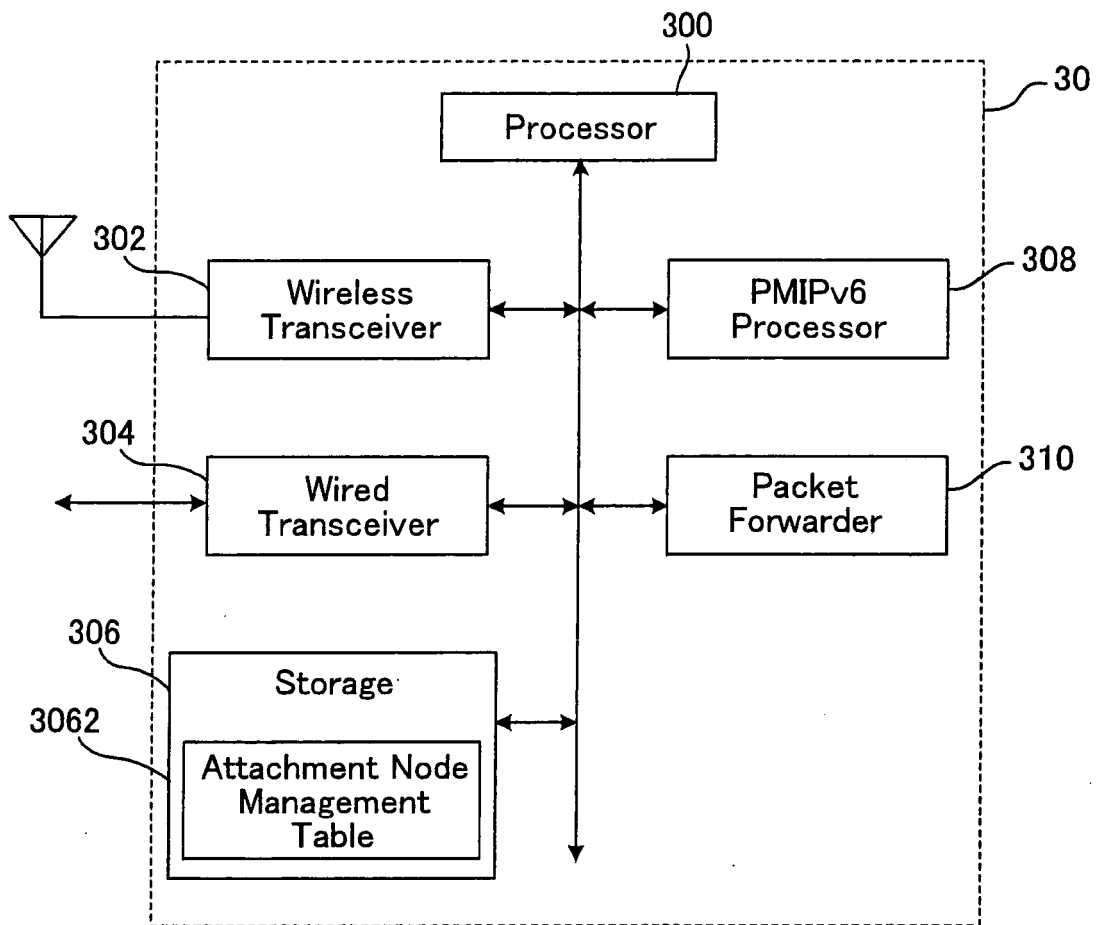 300
30
Processor
302
Wireless
Transceiver
308
PMIPv6
Processor
304
Wired
Transceiver
310
Packet
Forwarder
306
Storage
3062
Attachment Node
Management
Table